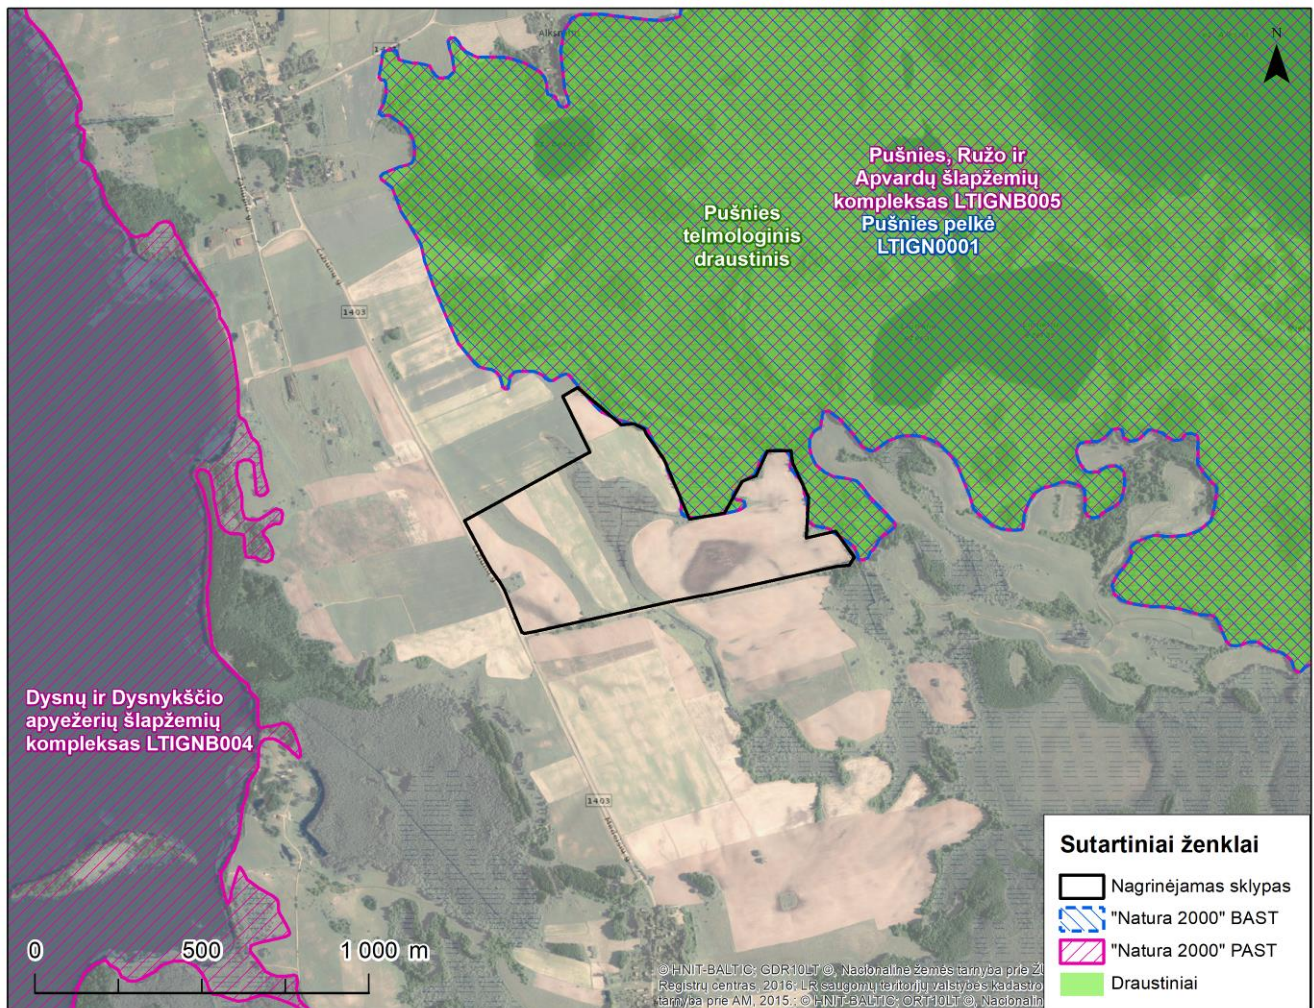 Alksnėnai
N
1403
Pušnies, Ružo ir
Apvardų šlapžemių
kompleksas LTIGNB005
Pušnies pelkė
LTIGN0001
Pušnies
telmologinis
draustinis
1403
Dysnų ir Dysnykščio
apyežerių šlapžemių
kompleksas LTIGNB004
1403
0 500 1 000 m
Sutartiniai ženklai
Nagrinėjamas sklypas
"Natura 2000" BAST
"Natura 2000" PAST
Draustiniai
© HNIT-BALTIC; GDR10LT ©, Nacionalinė žemės tarnyba prie ŽŪ
Registrų centras, 2016; LR saugomų teritorijų valstybės kadastro
tarnyba prie AM, 2015.; © HNIT-BALTIC; ORT10LT ©, Nacionalin